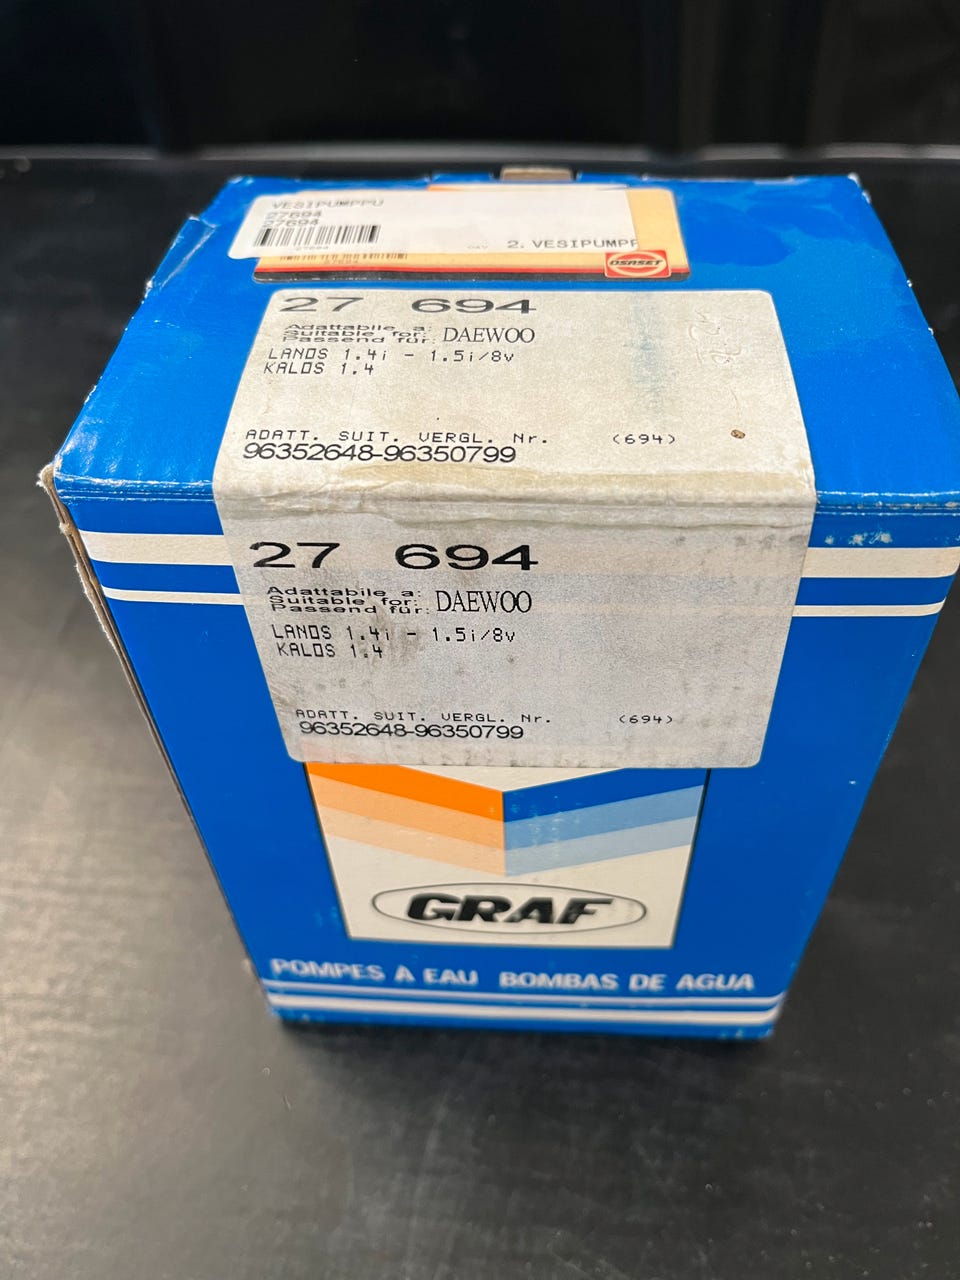 VESIPUMPPU
27694
27694
27694
2. VESIPUMPP
OSASET
27 694
Adattabile a:
Suitable for: DAEWOO
Passend für:
LANOS 1.4i - 1.5i/8v
KALOS 1.4
ADATT. SUIT. VERGL. Nr. (694)
96352648-96350799
27 694
Adattabile a:
Suitable for: DAEWOO
Passend für:
LANOS 1.4i - 1.5i/8v
KALOS 1.4
ADATT. SUIT. VERGL. Nr. (694)
96352648-96350799
GRAF
POMPES À EAU BOMBAS DE AGUA